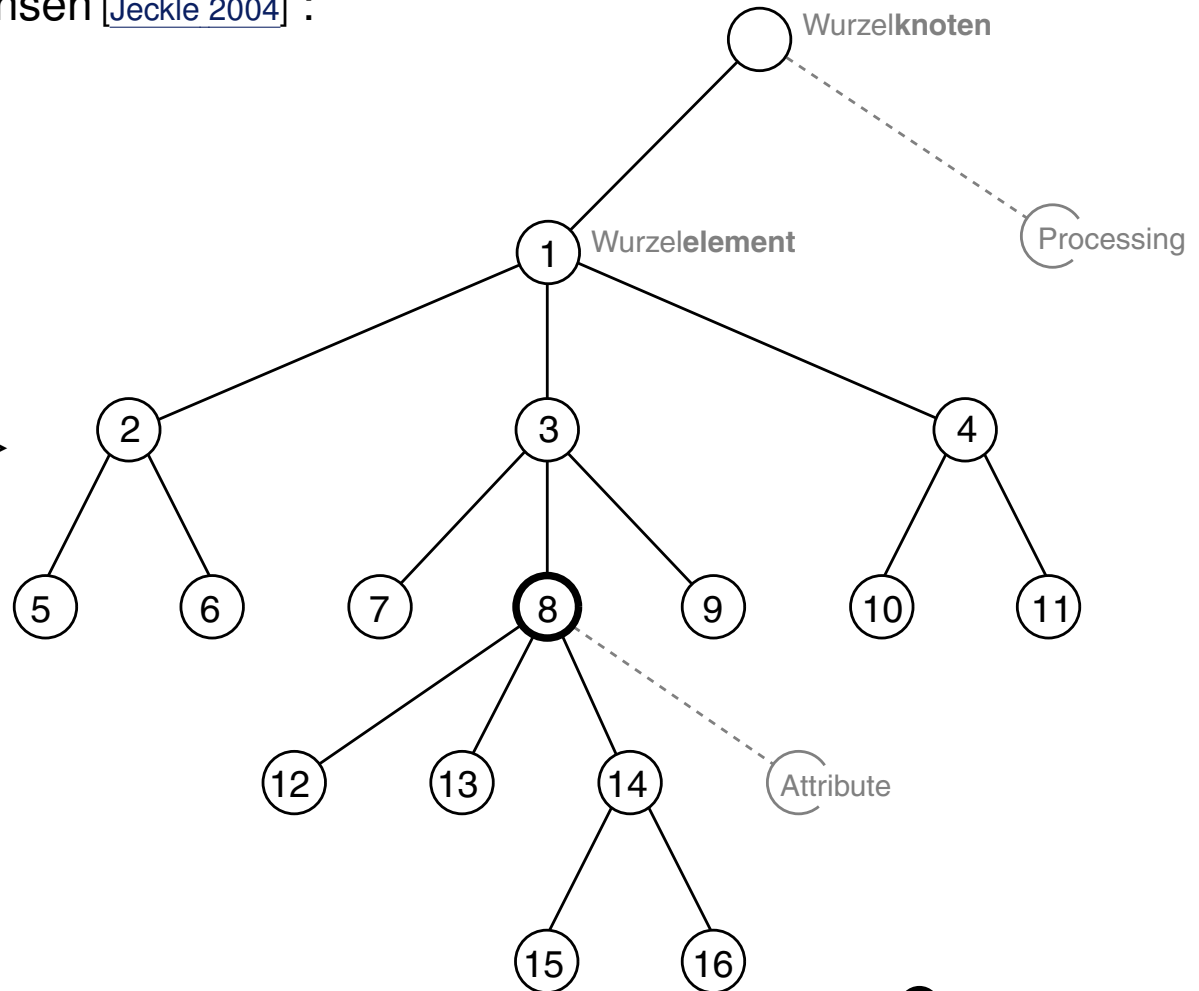 nsen [Jeckle 2004] :
Wurzelknoten
Processing
1 Wurzelelement
2 3 4
5 6 7 8 9 10 11
12 13 14 Attribute
15 16